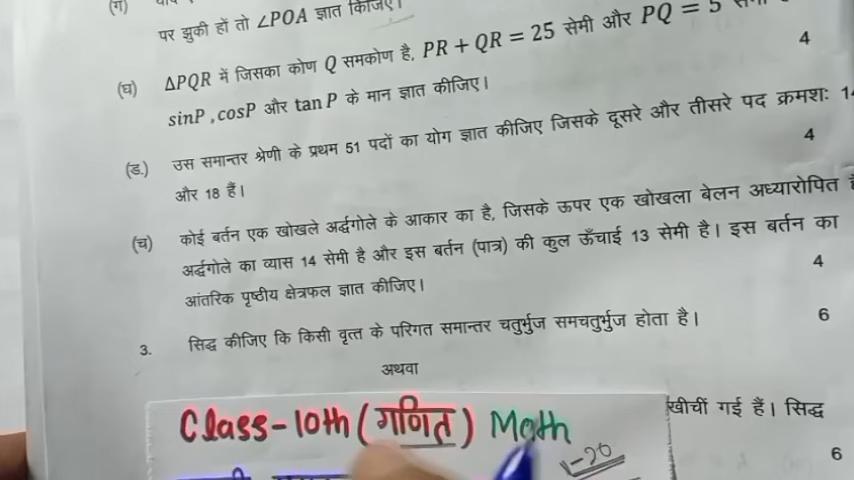 (ग)
पर झुकी हों तो ∠POA ज्ञात किजिए।
(घ) ΔPQR में जिसका कोण Q समकोण है, PR + QR = 25 सेमी और PQ = 5
sinP , cosP और tan P के मान ज्ञात कीजिए। 4
(ड.) उस समान्तर श्रेणी के प्रथम 51 पदों का योग ज्ञात कीजिए जिसके दूसरे और तीसरे पद क्रमशः 14
और 18 हैं। 4
(च) कोई बर्तन एक खोखले अर्द्धगोले के आकार का है, जिसके ऊपर एक खोखला बेलन अध्यारोपित है
अर्द्धगोले का व्यास 14 सेमी है और इस बर्तन (पात्र) की कुल ऊँचाई 13 सेमी है। इस बर्तन का
आंतरिक पृष्ठीय क्षेत्रफल ज्ञात कीजिए। 4
3. सिद्ध कीजिए कि किसी वृत्त के परिगत समान्तर चतुर्भुज समचतुर्भुज होता है। 6
अथवा
खीचीं गई हैं। सिद्ध
Class-10th (गणित) Math
6